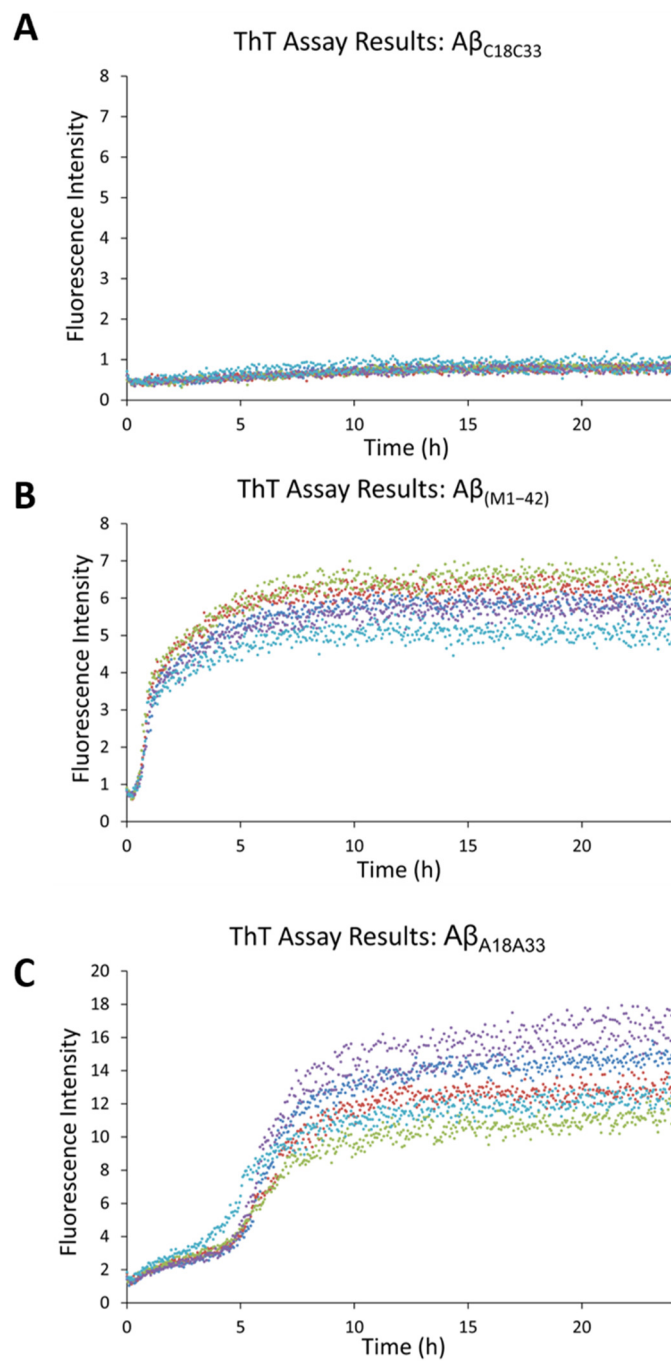 A
ThT Assay Results: Aβ_C18C33
8
7
6
5
4
3
2
1
0
Fluorescence Intensity
0 5 10 15 20
Time (h)
B
ThT Assay Results: Aβ_(M1−42)
8
7
6
5
4
3
2
1
0
Fluorescence Intensity
0 5 10 15 20
Time (h)
C
ThT Assay Results: Aβ_A18A33
20
18
16
14
12
10
8
6
4
2
0
Fluorescence Intensity
0 5 10 15 20
Time (h)